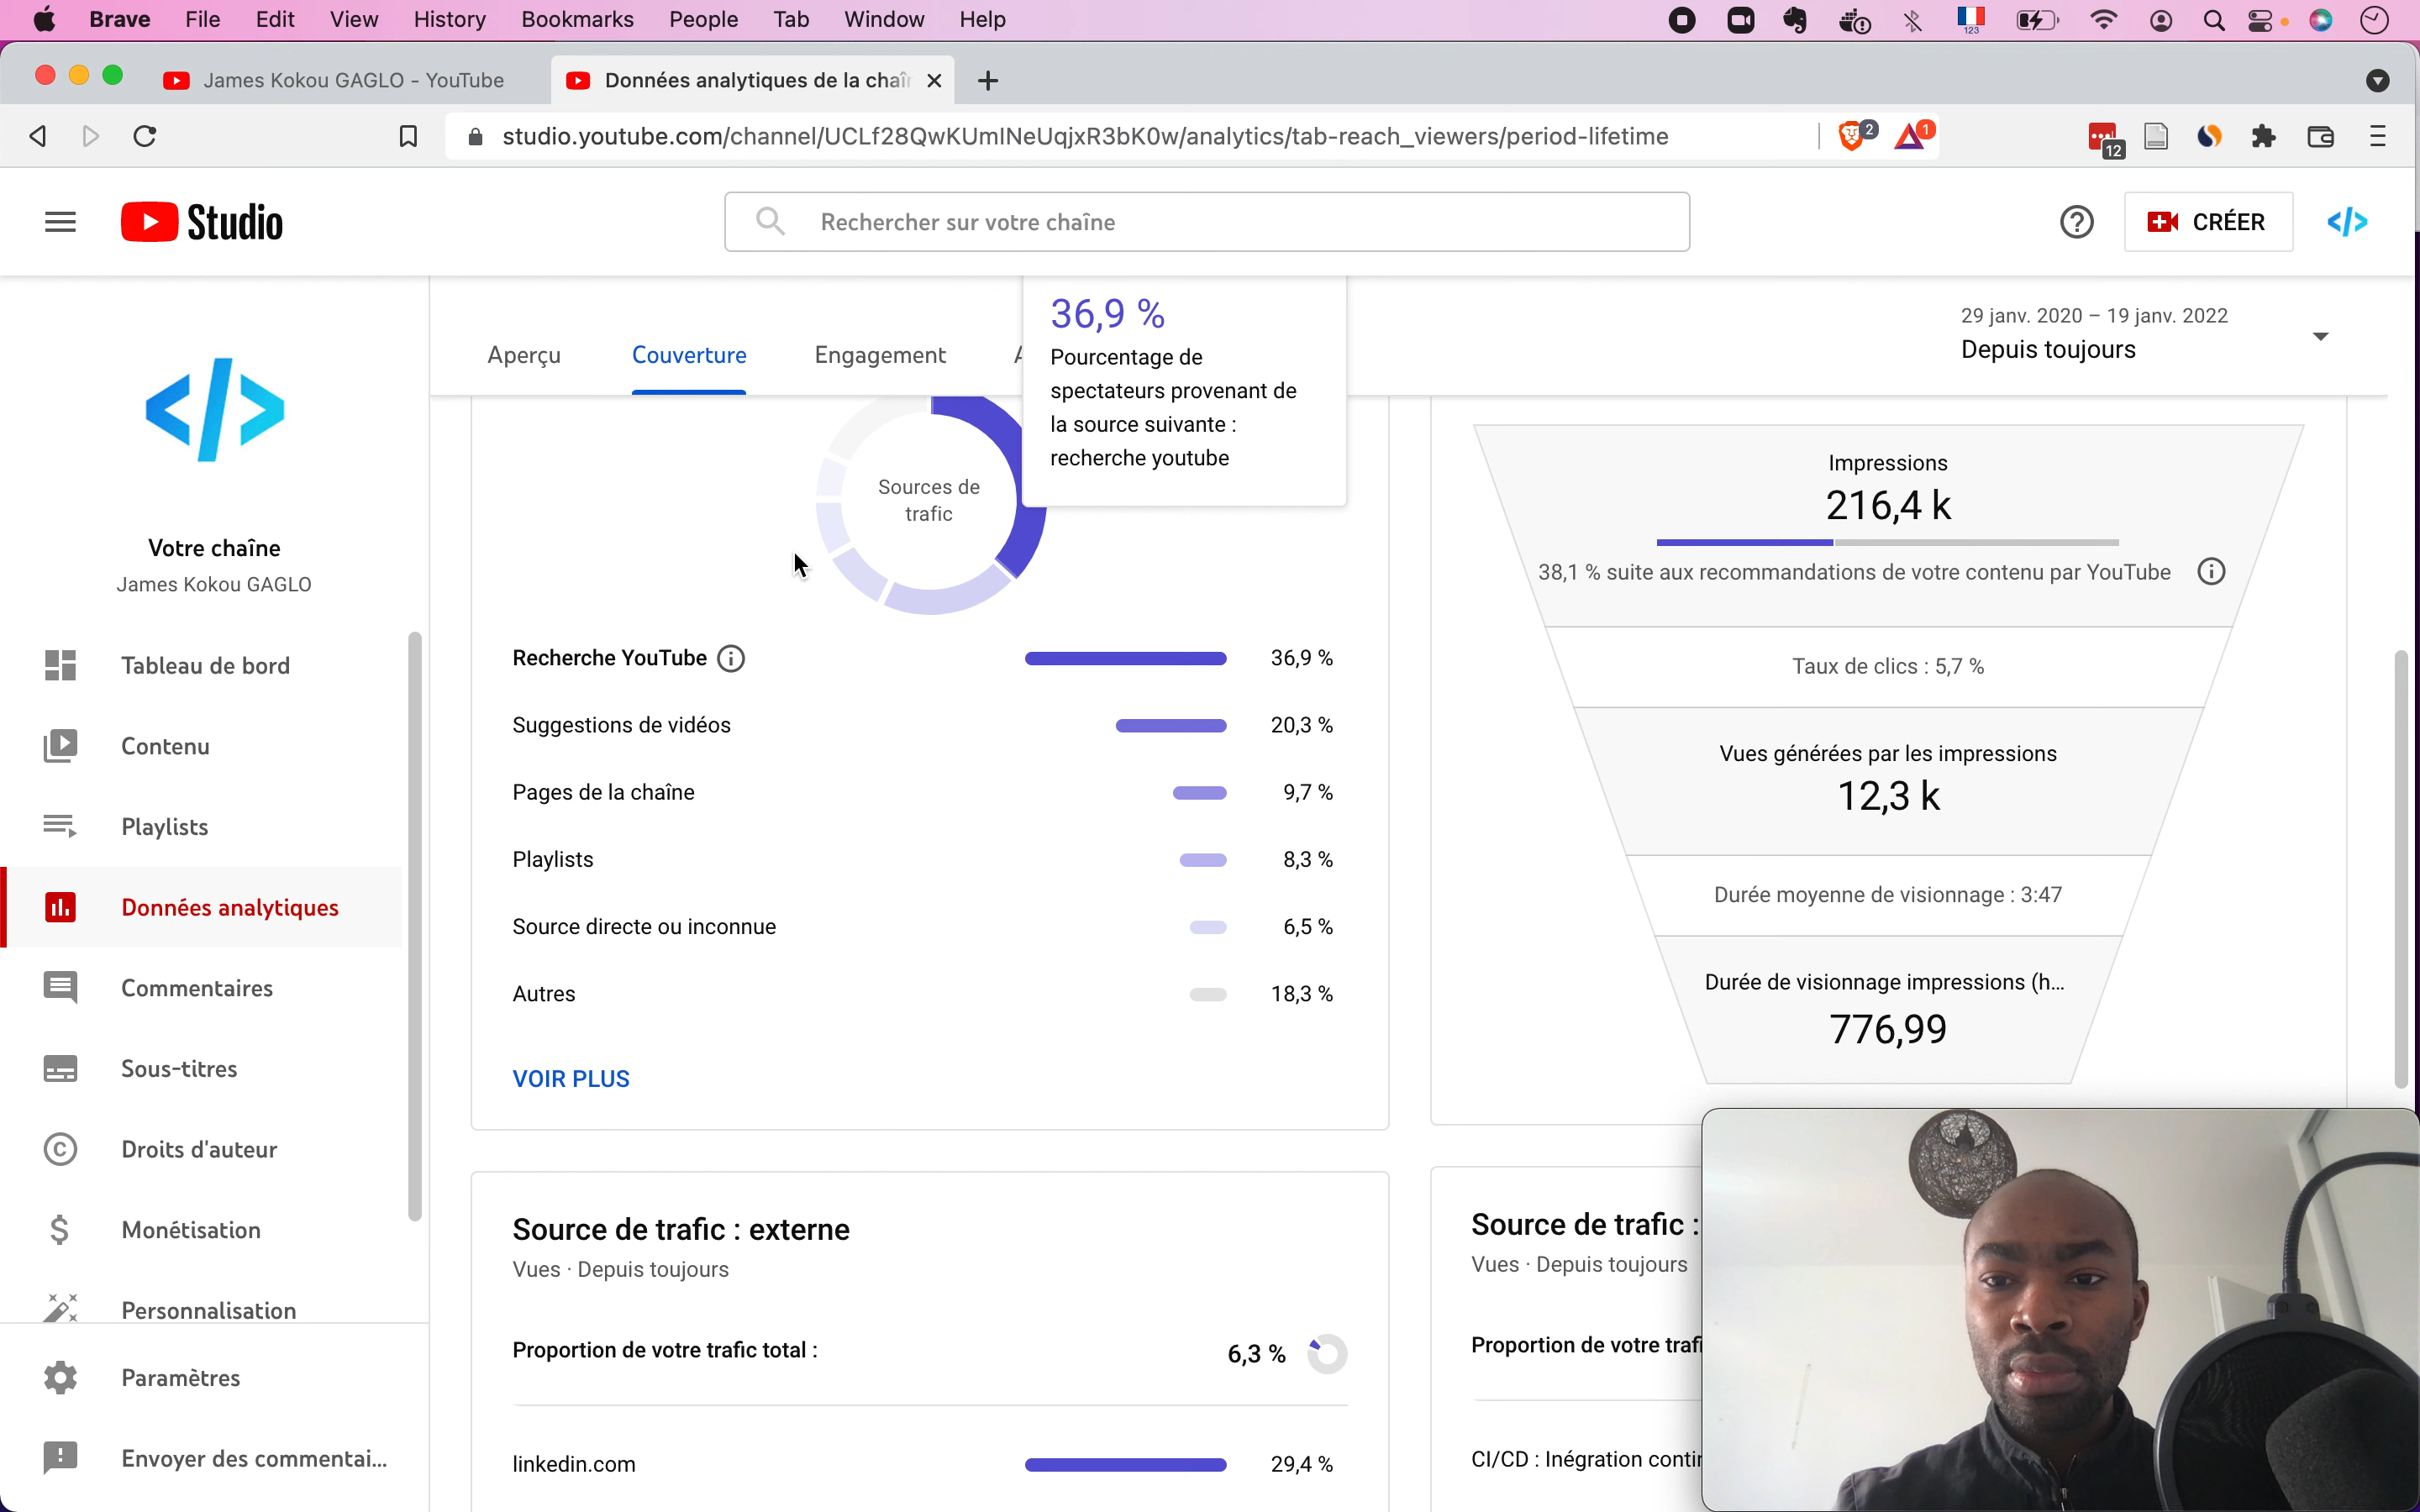 Brave File Edit View History Bookmarks People Tab Window Help
123
James Kokou GAGLO - YouTube
Données analytiques de la chaîn
studio.youtube.com/channel/UCLf28QwKUmINeUqjxR3bK0w/analytics/tab-reach_viewers/period-lifetime
2
1
12
Studio
Rechercher sur votre chaîne
CRÉER
Votre chaîne
James Kokou GAGLO
Tableau de bord
Contenu
Playlists
Données analytiques
Commentaires
Sous-titres
Droits d'auteur
Monétisation
Personnalisation
Paramètres
Envoyer des commentai...
Aperçu
Couverture
Engagement
36,9 %
Pourcentage de
spectateurs provenant de
la source suivante :
recherche youtube
29 janv. 2020 – 19 janv. 2022
Depuis toujours
Sources de
trafic
Recherche YouTube 36,9 %
Suggestions de vidéos 20,3 %
Pages de la chaîne 9,7 %
Playlists 8,3 %
Source directe ou inconnue 6,5 %
Autres 18,3 %
VOIR PLUS
Impressions
216,4 k
38,1 % suite aux recommandations de votre contenu par YouTube
Taux de clics : 5,7 %
Vues générées par les impressions
12,3 k
Durée moyenne de visionnage : 3:47
Durée de visionnage impressions (h...
776,99
Source de trafic : externe
Vues · Depuis toujours
Proportion de votre trafic total : 6,3 %
linkedin.com 29,4 %
Source de trafic :
Vues · Depuis toujours
Proportion de votre trafi
CI/CD : Inégration contin